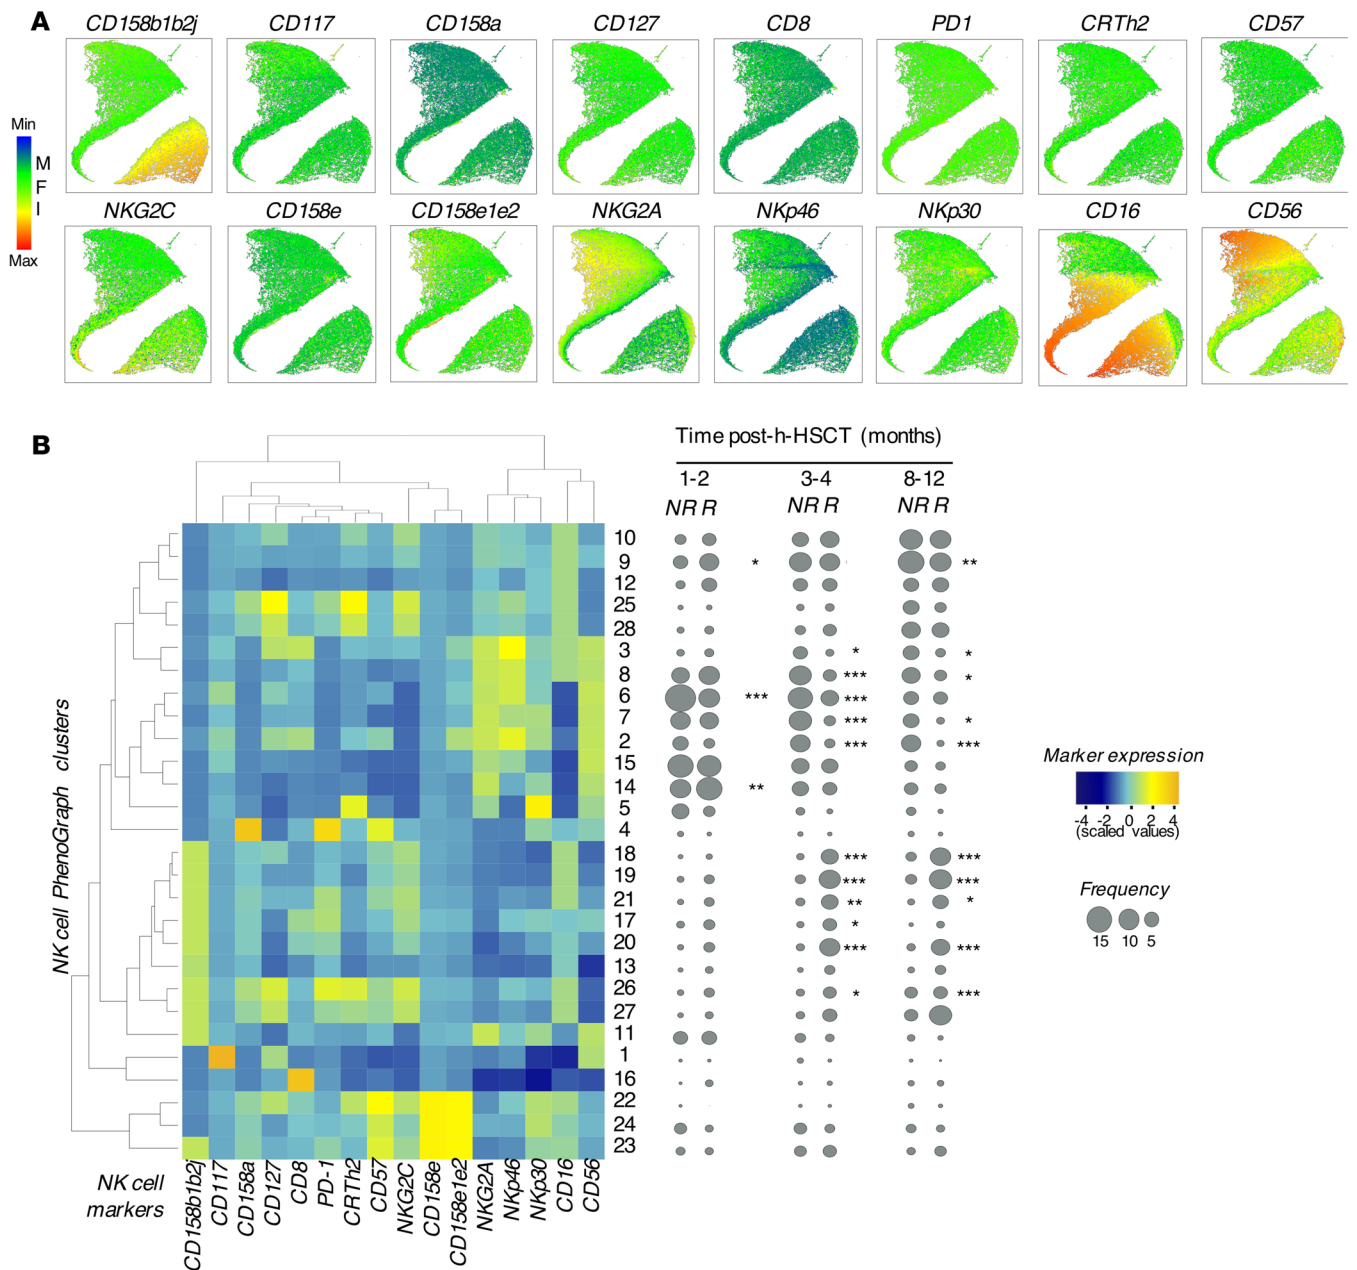 A
CD158b1b2j CD117 CD158a CD127 CD8 PD1 CRTh2 CD57
Min
M
F
I
Max
NKG2C CD158e CD158e1e2 NKG2A NKp46 NKp30 CD16 CD56
B
Time post-h-HSCT (months)
1-2 3-4 8-12
NR R NR R NR R
10
9 * **
12
25
28
3 * *
8 *** *
6 *** ***
7 *** *
2 *** ***
15
14 **
5
4
18 *** ***
19 *** ***
21 ** *
17 *
20 *** ***
13
26 * ***
27
11
1
16
22
24
23
NK cell PhenoGraph clusters
NK cell
markers
CD158b1b2j
CD117
CD158a
CD127
CD8
PD-1
CRTh2
CD57
NKG2C
CD158e
CD158e1e2
NKG2A
NKp46
NKp30
CD16
CD56
Marker expression
-4 -2 0 2 4
(scaled values)
Frequency
15 10 5